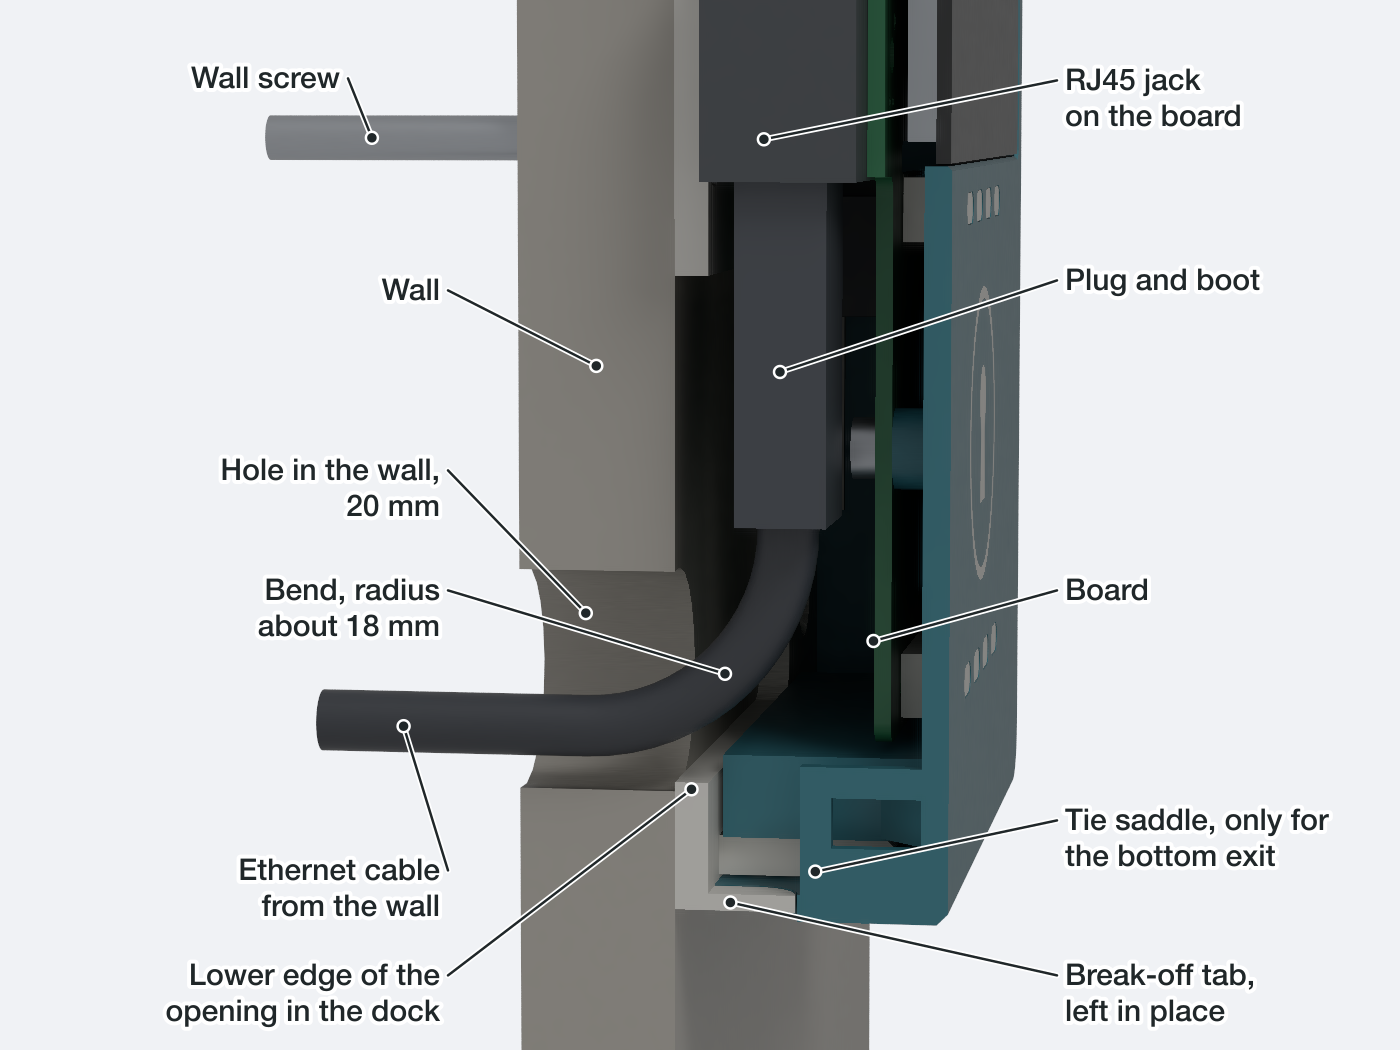 Wall screw
RJ45 jack
on the board
Wall
Plug and boot
Hole in the wall,
20 mm
Bend, radius
about 18 mm
Board
Ethernet cable
from the wall
Tie saddle, only for
the bottom exit
Lower edge of the
opening in the dock
Break-off tab,
left in place